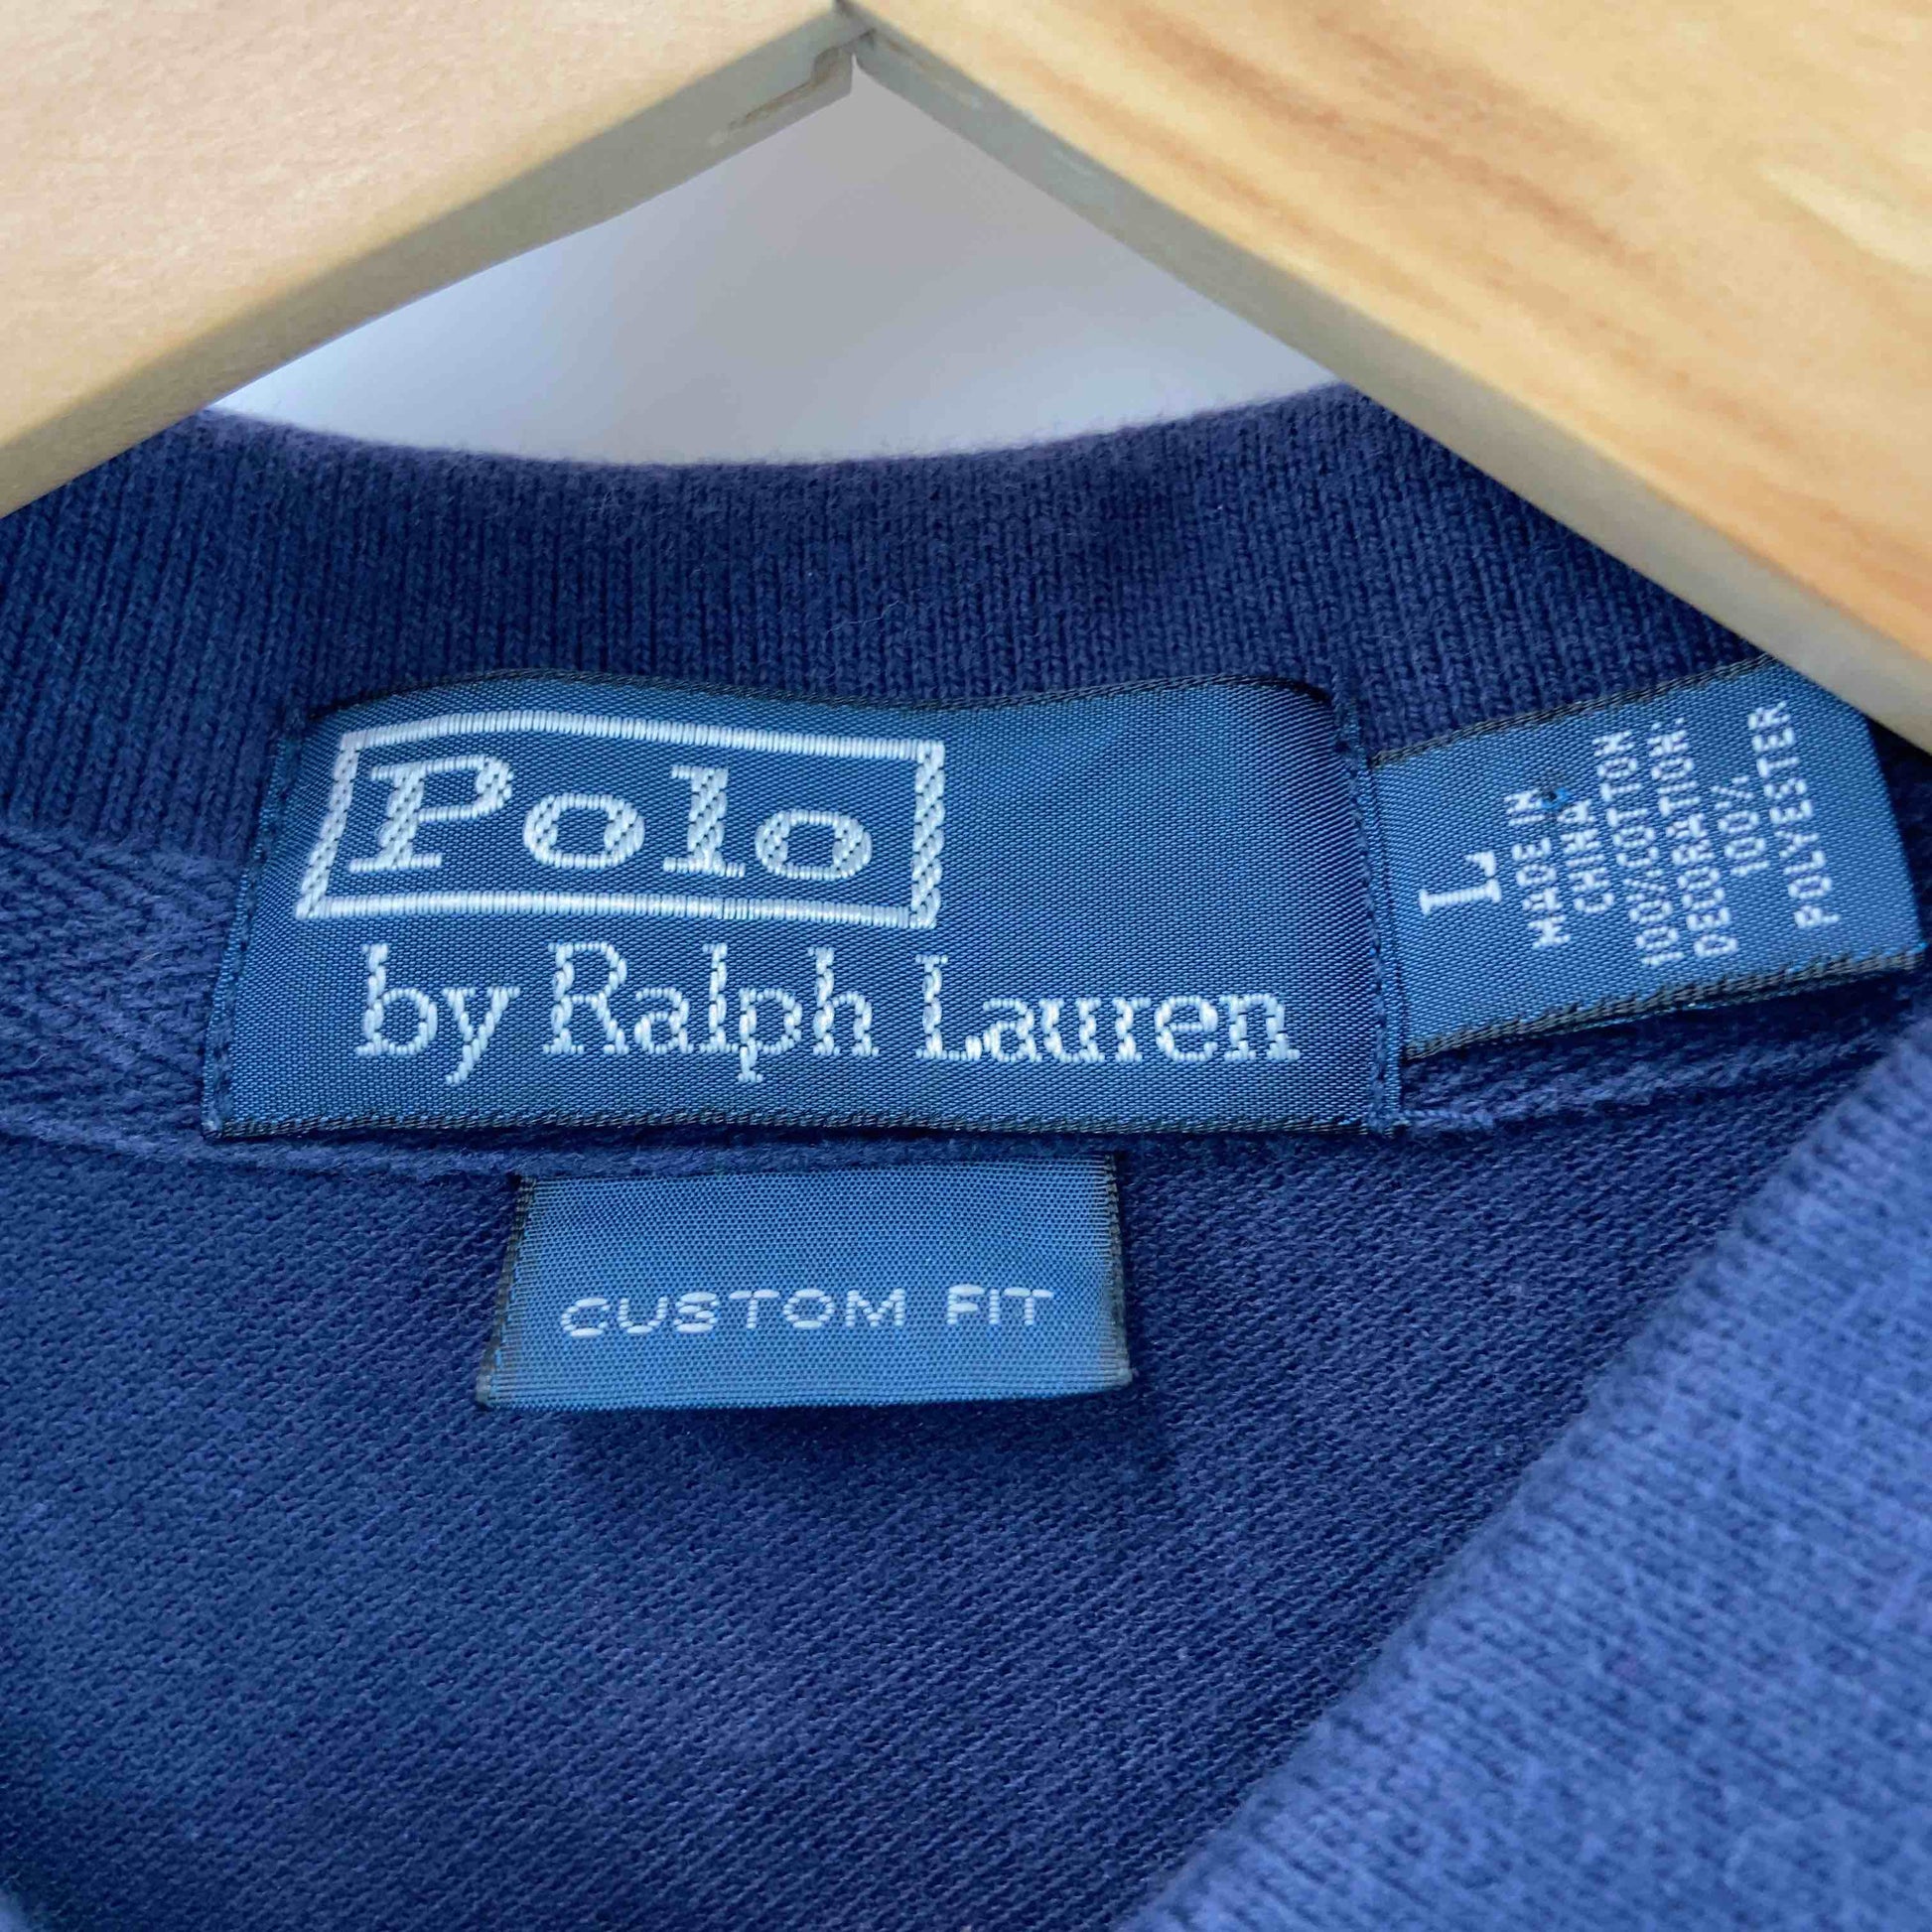 Polo
by Ralph Lauren
L
MADE IN
CHINA
100%COTTON
DECORATION:
100%
POLYESTER
CUSTOM FIT